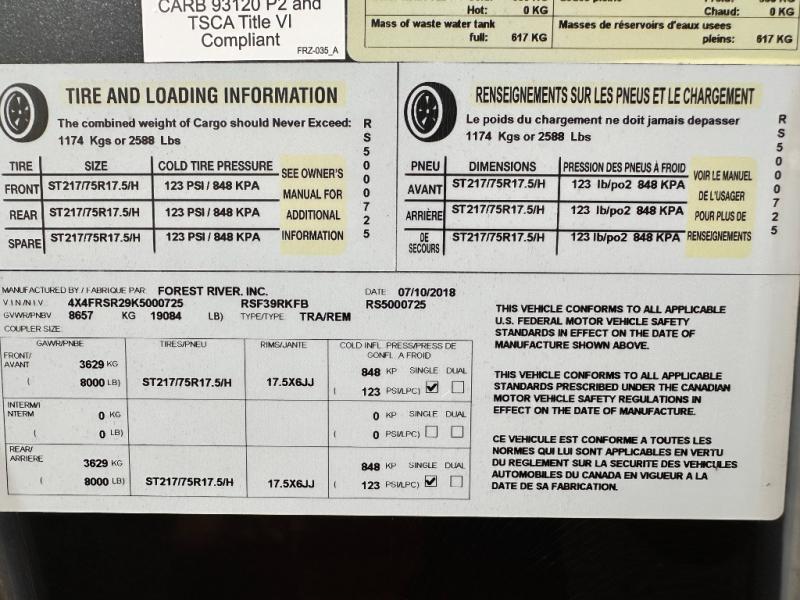 CARB 93120 P2 and
TSCA Title VI
Compliant
FRZ-035_A
Hot: 0 KG
Mass of waste water tank
full: 617 KG
Chaud: 0 KG
Masses de réservoirs d'eaux usees
pleins: 617 KG
TIRE AND LOADING INFORMATION
The combined weight of Cargo should Never Exceed:
1174 Kgs or 2588 Lbs
TIRE SIZE COLD TIRE PRESSURE
FRONT ST217/75R17.5/H 123 PSI / 848 KPA
REAR ST217/75R17.5/H 123 PSI / 848 KPA
SPARE ST217/75R17.5/H 123 PSI / 848 KPA
SEE OWNER'S
MANUAL FOR
ADDITIONAL
INFORMATION
RS5000725
RENSEIGNEMENTS SUR LES PNEUS ET LE CHARGEMENT
Le poids du chargement ne doit jamais depasser
1174 Kgs or 2588 Lbs
PNEU DIMENSIONS PRESSION DES PNEUS À FROID
AVANT ST217/75R17.5/H 123 lb/po2 848 KPA
ARRIÈRE ST217/75R17.5/H 123 lb/po2 848 KPA
DE SECOURS ST217/75R17.5/H 123 lb/po2 848 KPA
VOIR LE MANUEL
DE L'USAGER
POUR PLUS DE
RENSEIGNEMENTS
RS5000725
MANUFACTURED BY / FABRIQUE PAR: FOREST RIVER, INC. DATE 07/10/2018
V.I.N/N.I.V. 4X4FRSR29K5000725 RSF39RKFB RS5000725
GVWR/PNBV 8657 KG 19084 LB) TYPE/TYPE: TRA/REM
COUPLER SIZE:
GAWR/PNBE TIRES/PNEU RIMS/JANTE COLD INFL. PRESS/PRESS DE
GONFL. A FROID
FRONT/
AVANT 3629 KG 848 KP SINGLE DUAL
( 8000 LB) ST217/75R17.5/H 17.5X6JJ ( 123 PSI/LPC)
INTERM/
NTERM 0 KG 0 KP SINGLE DUAL
( 0 LB) ( 0 PSI/LPC)
REAR/
ARRIERE 3629 KG 848 KP SINGLE DUAL
( 8000 LB) ST217/75R17.5/H 17.5X6JJ ( 123 PSI/LPC)
THIS VEHICLE CONFORMS TO ALL APPLICABLE
U.S. FEDERAL MOTOR VEHICLE SAFETY
STANDARDS IN EFFECT ON THE DATE OF
MANUFACTURE SHOWN ABOVE.
THIS VEHICLE CONFORMS TO ALL APPLICABLE
STANDARDS PRESCRIBED UNDER THE CANADIAN
MOTOR VEHICLE SAFETY REGULATIONS IN
EFFECT ON THE DATE OF MANUFACTURE.
CE VEHICULE EST CONFORME A TOUTES LES
NORMES QUI LUI SONT APPLICABLES EN VERTU
DU REGLEMENT SUR LA SECURITE DES VEHICULES
AUTOMOBILES DU CANADA EN VIGUEUR A LA
DATE DE SA FABRICATION.